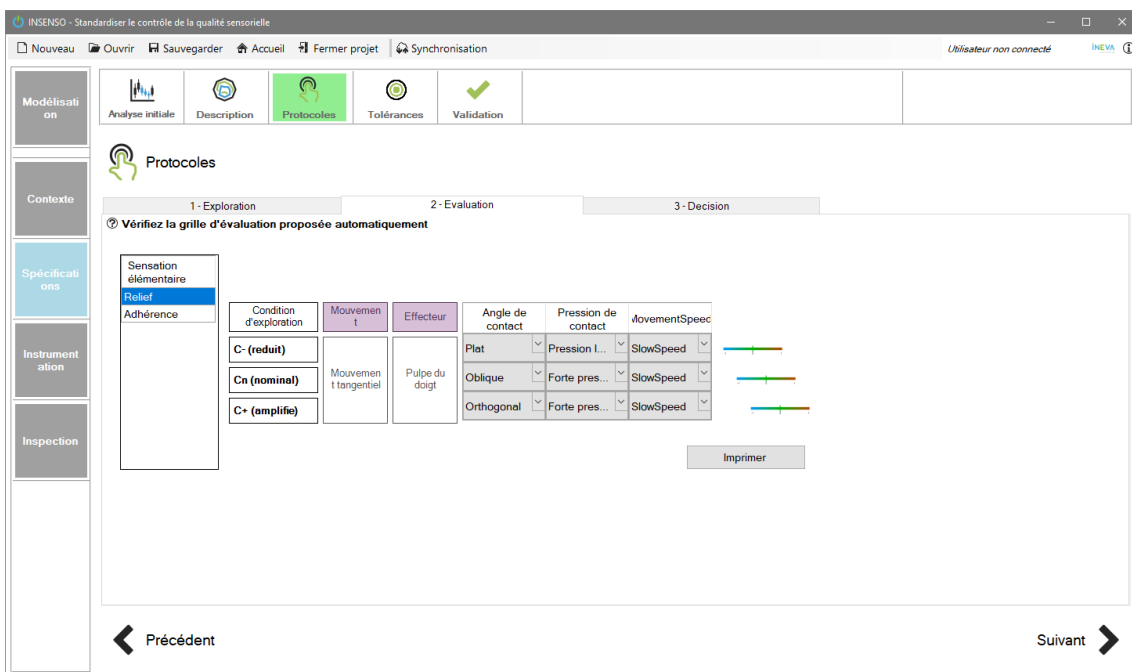 INSENSO - Standardiser le contrôle de la qualité sensorielle
Nouveau Ouvrir Sauvegarder Accueil Fermer projet Synchronisation Utilisateur non connecté INEVA
Modélisati
on
Analyse initiale Description Protocoles Tolérances Validation
Protocoles
Contexte
1 - Exploration 2 - Evaluation 3 - Decision
? Vérifiez la grille d'évaluation proposée automatiquement
Spécificati
ons
Sensation
élémentaire
Relief
Adhérence
Condition
d'exploration
Mouvemen
t
Effecteur
Angle de
contact
Pression de
contact
MovementSpeed
C- (reduit)
Cn (nominal)
C+ (amplifie)
Mouvemen
t tangentiel
Pulpe du
doigt
Plat Pression l... SlowSpeed
Oblique Forte pres... SlowSpeed
Orthogonal Forte pres... SlowSpeed
Instrument
ation
Inspection
Imprimer
Précédent Suivant